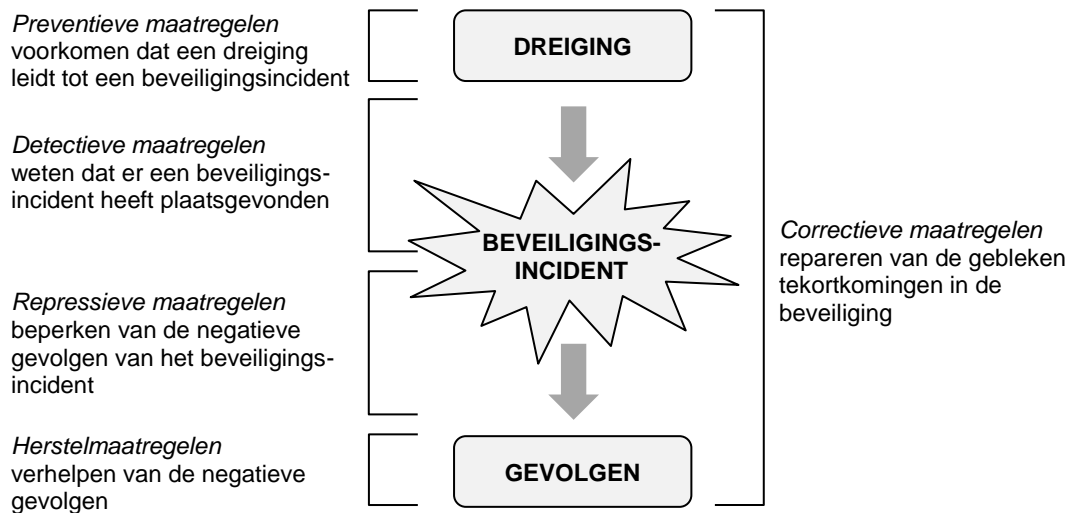 Preventieve maatregelen
voorkomen dat een dreiging
leidt tot een beveiligingsincident
DREIGING
Detectieve maatregelen
weten dat er een beveiligings-
incident heeft plaatsgevonden
BEVEILIGINGS-
INCIDENT
Correctieve maatregelen
repareren van de gebleken
tekortkomingen in de
beveiliging
Repressieve maatregelen
beperken van de negatieve
gevolgen van het beveiligings-
incident
Herstelmaatregelen
verhelpen van de negatieve
gevolgen
GEVOLGEN